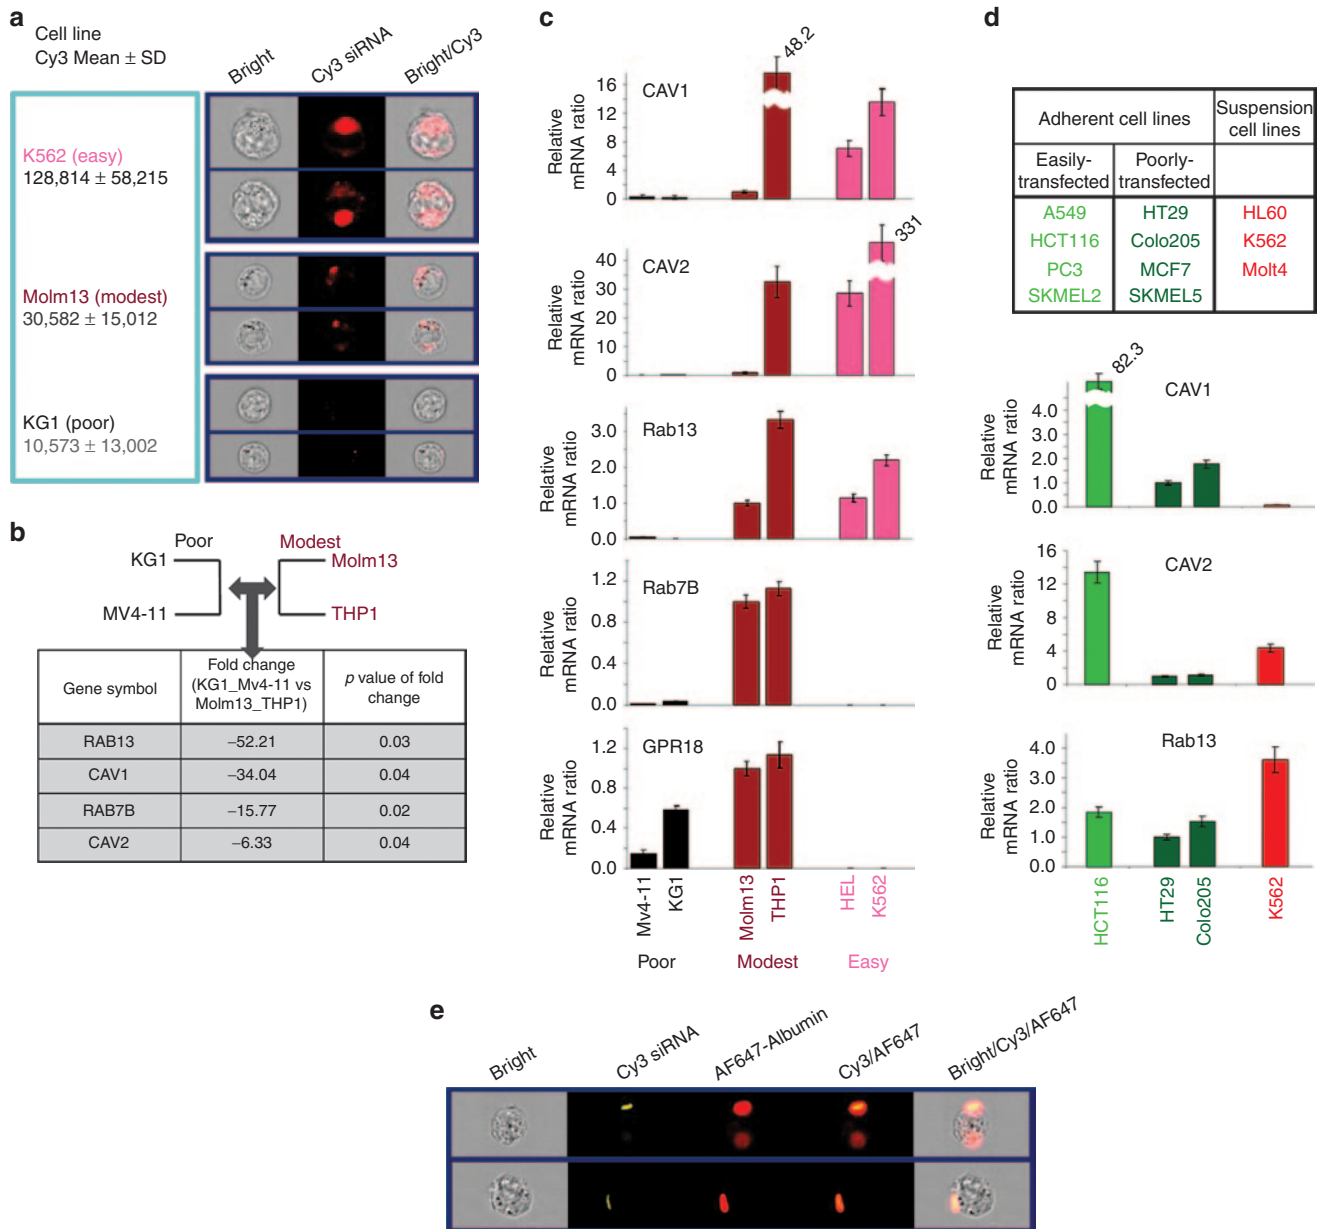 a
Cell line
Cy3 Mean ± SD
Bright
Cy3 siRNA
Bright/Cy3
K562 (easy)
128,814 ± 58,215
Molm13 (modest)
30,582 ± 15,012
KG1 (poor)
10,573 ± 13,002
b
Poor
Modest
KG1
Molm13
MV4-11
THP1
Gene symbol
Fold change
(KG1_Mv4-11 vs
Molm13_THP1)
p value of fold
change
RAB13 −52.21 0.03
CAV1 −34.04 0.04
RAB7B −15.77 0.02
CAV2 −6.33 0.04
c
CAV1
48.2
Relative
mRNA ratio
16
12
8
4
0
CAV2
331
Relative
mRNA ratio
40
30
20
10
0
Rab13
Relative
mRNA ratio
3.0
2.0
1.0
0.0
Rab7B
Relative
mRNA ratio
1.2
0.8
0.4
0.0
GPR18
Relative
mRNA ratio
1.2
0.8
0.4
0.0
Mv4-11
KG1
Molm13
THP1
HEL
K562
Poor
Modest
Easy
d
Adherent cell lines
Suspension
cell lines
Easily-
transfected
Poorly-
transfected
A549 HT29 HL60
HCT116 Colo205 K562
PC3 MCF7 Molt4
SKMEL2 SKMEL5
82.3
CAV1
Relative
mRNA ratio
4.0
3.0
2.0
1.0
0.0
CAV2
Relative
mRNA ratio
16
12
8
4
0
Rab13
Relative
mRNA ratio
4.0
3.0
2.0
1.0
0.0
HCT116
HT29
Colo205
K562
e
Bright
Cy3 siRNA
AF647-Albumin
Cy3/AF647
Bright/Cy3/AF647